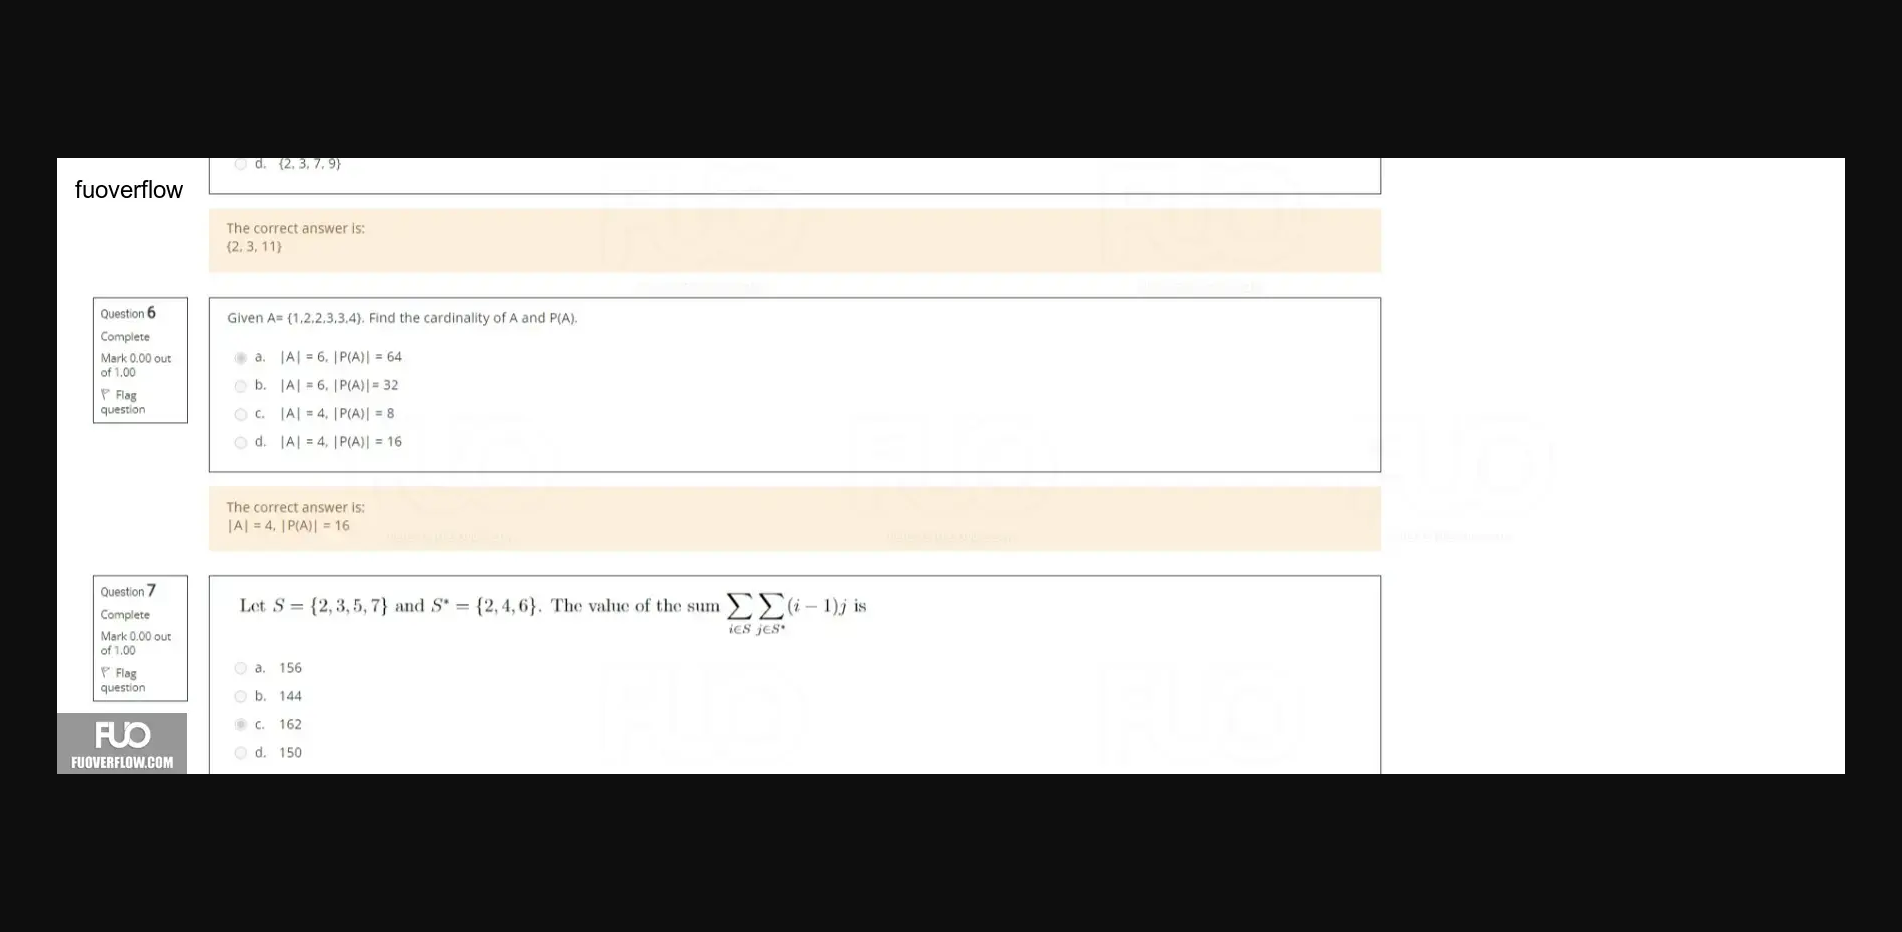 d. {2, 3, 7, 9}
fuoverflow
The correct answer is:
{2, 3, 11}
Question 6
Complete
Mark 0.00 out
of 1.00
Flag
question
Given A= {1,2,2,3,3,4}. Find the cardinality of A and P(A).
a. |A| = 6, |P(A)| = 64
b. |A| = 6, |P(A)|= 32
c. |A| = 4, |P(A)| = 8
d. |A| = 4, |P(A)| = 16
The correct answer is:
|A| = 4, |P(A)| = 16
Question 7
Complete
Mark 0.00 out
of 1.00
Flag
question
Let S = {2, 3, 5, 7} and S* = {2, 4, 6}. The value of the sum ∑ ∑ (i − 1)j is
i∈S j∈S*
a. 156
b. 144
c. 162
d. 150
FUO
FUOVERFLOW.COM